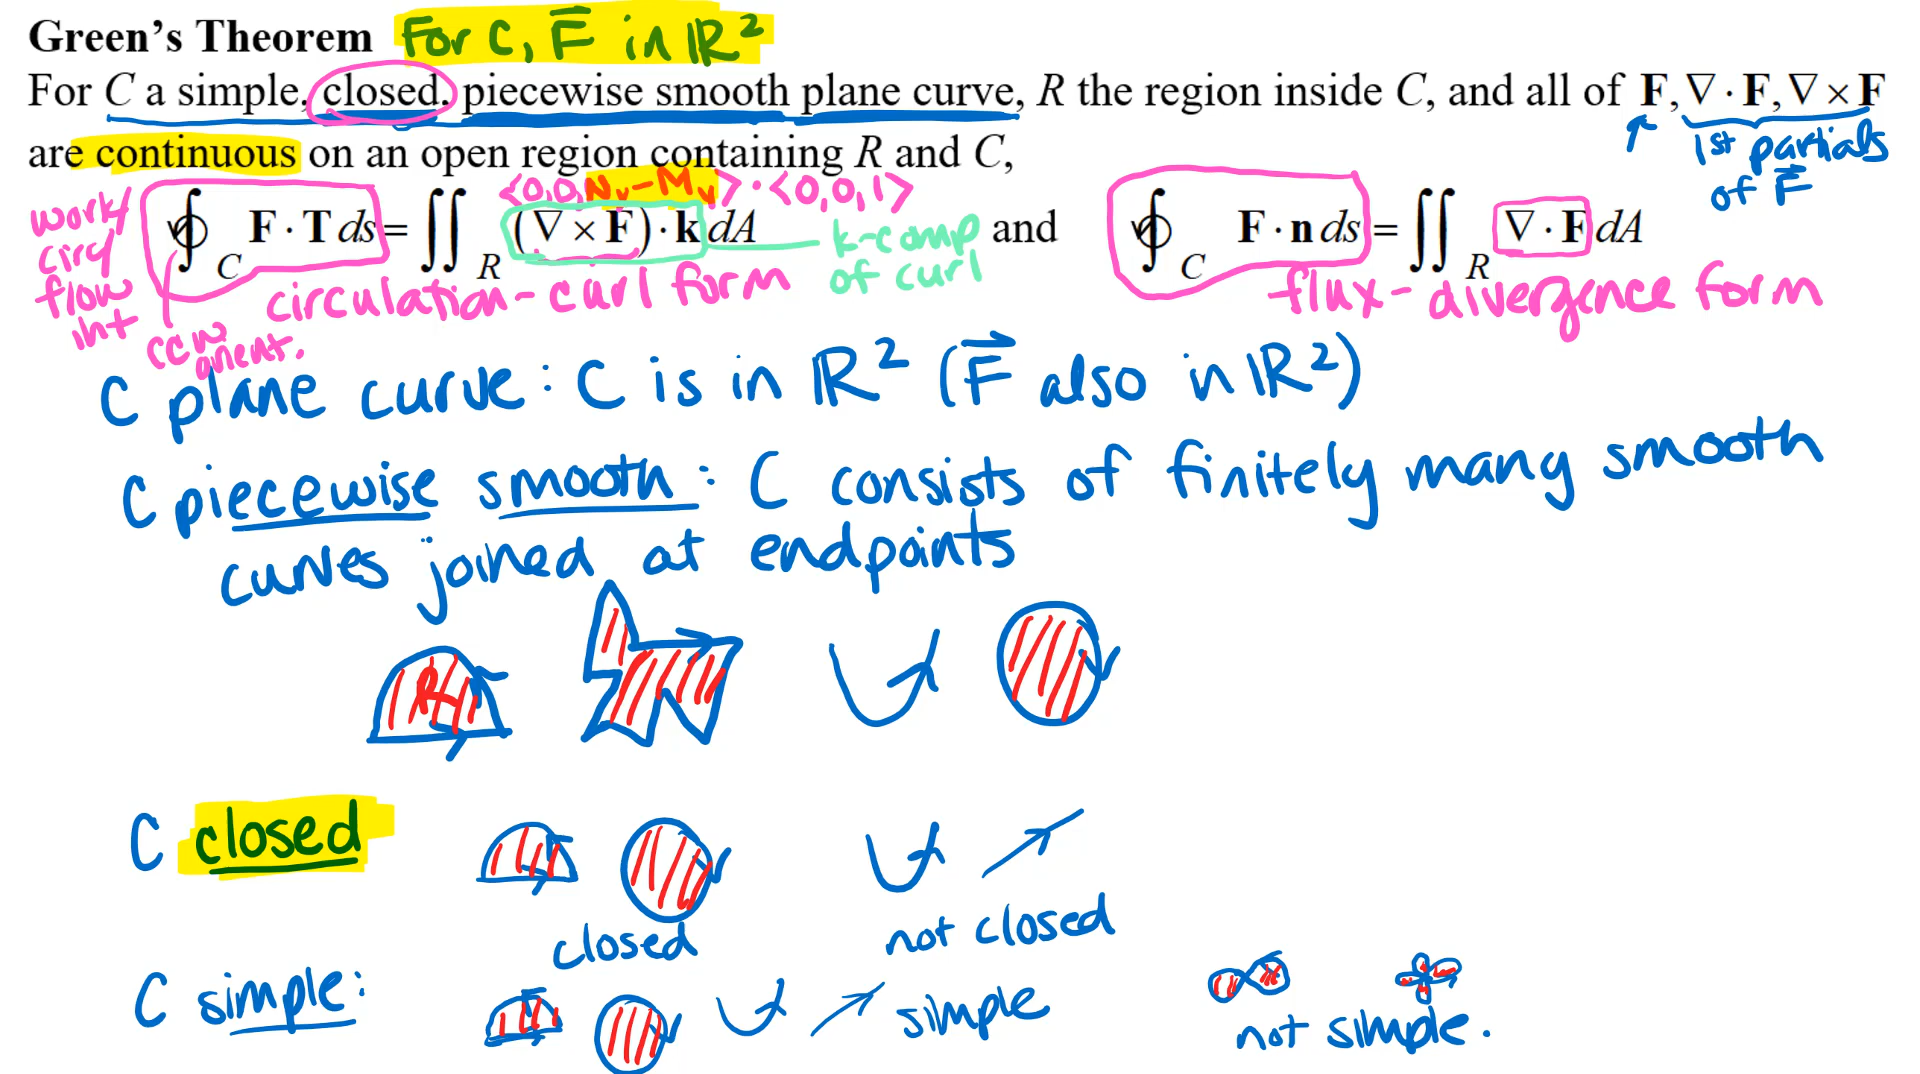 Green's Theorem For C, F⃗ in ℝ²
For C a simple, closed, piecewise smooth plane curve, R the region inside C, and all of F, ∇ · F, ∇ × F
are continuous on an open region containing R and C,
1st partials
of F⃗
<0,0,Nₓ-Mᵧ> · <0,0,1>
∮_C F · T ds = ∬_R (∇ × F) · k dA and ∮_C F · n ds = ∬_R ∇ · F dA
work/
circ/
flow
int
k-comp
of curl
ccw
orient.
circulation-curl form
flux-divergence form
C plane curve: C is in ℝ² (F⃗ also in ℝ²)
C piecewise smooth: C consists of finitely many smooth
curves joined at endpoints
R
C closed
closed
not closed
C simple:
simple
not simple.